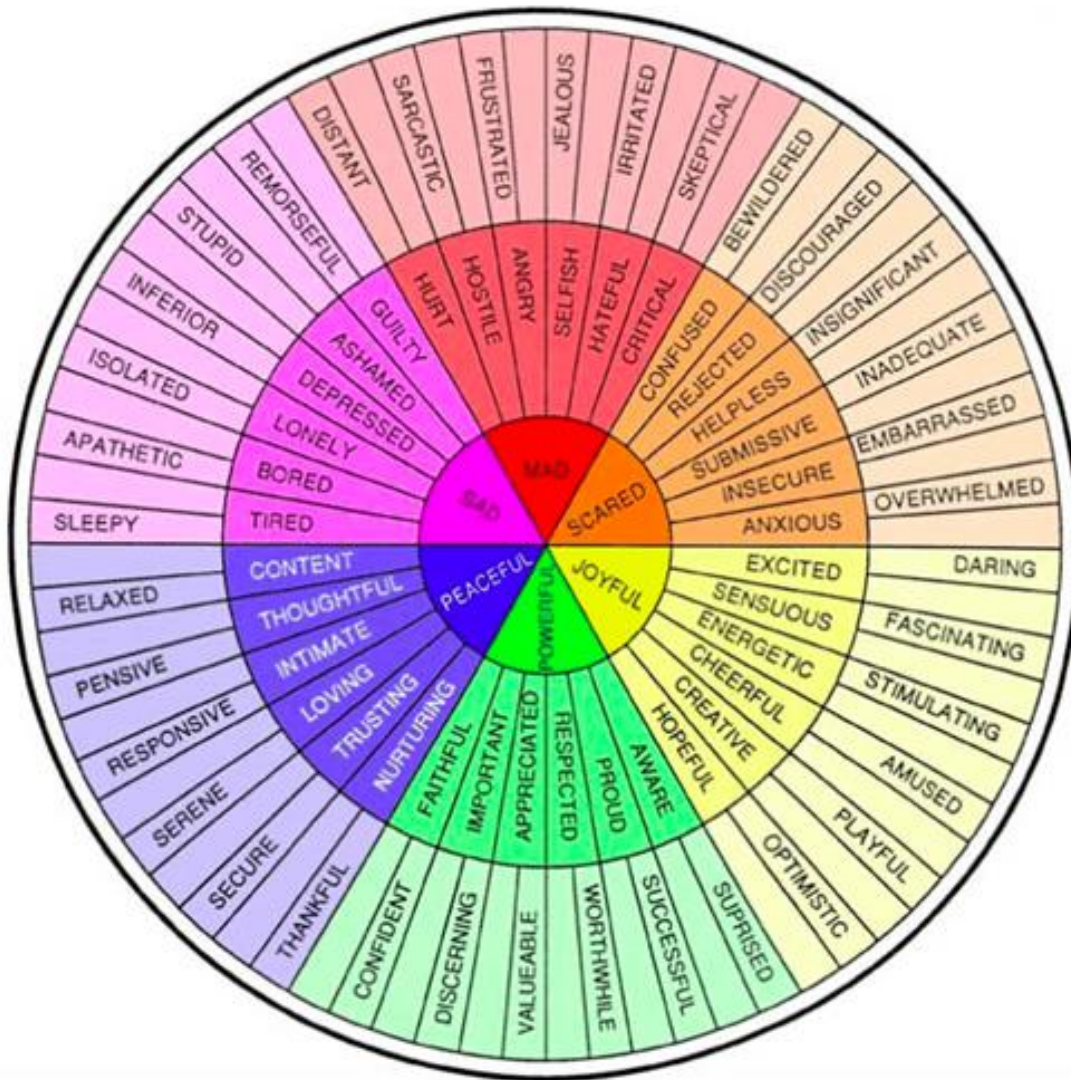 MAD
SCARED
JOYFUL
POWERFUL
PEACEFUL
SAD
HURT
HOSTILE
ANGRY
SELFISH
HATEFUL
CRITICAL
CONFUSED
REJECTED
HELPLESS
SUBMISSIVE
INSECURE
ANXIOUS
EXCITED
SENSUOUS
ENERGETIC
CHEERFUL
CREATIVE
HOPEFUL
AWARE
PROUD
RESPECTED
APPRECIATED
IMPORTANT
FAITHFUL
NURTURING
TRUSTING
LOVING
INTIMATE
THOUGHTFUL
CONTENT
TIRED
BORED
LONELY
DEPRESSED
ASHAMED
GUILTY
DISTANT
SARCASTIC
FRUSTRATED
JEALOUS
IRRITATED
SKEPTICAL
BEWILDERED
DISCOURAGED
INSIGNIFICANT
INADEQUATE
EMBARRASSED
OVERWHELMED
DARING
FASCINATING
STIMULATING
AMUSED
PLAYFUL
OPTIMISTIC
SUPRISED
SUCCESSFUL
WORTHWHILE
VALUEABLE
DISCERNING
CONFIDENT
THANKFUL
SECURE
SERENE
RESPONSIVE
PENSIVE
RELAXED
SLEEPY
APATHETIC
ISOLATED
INFERIOR
STUPID
REMORSEFUL